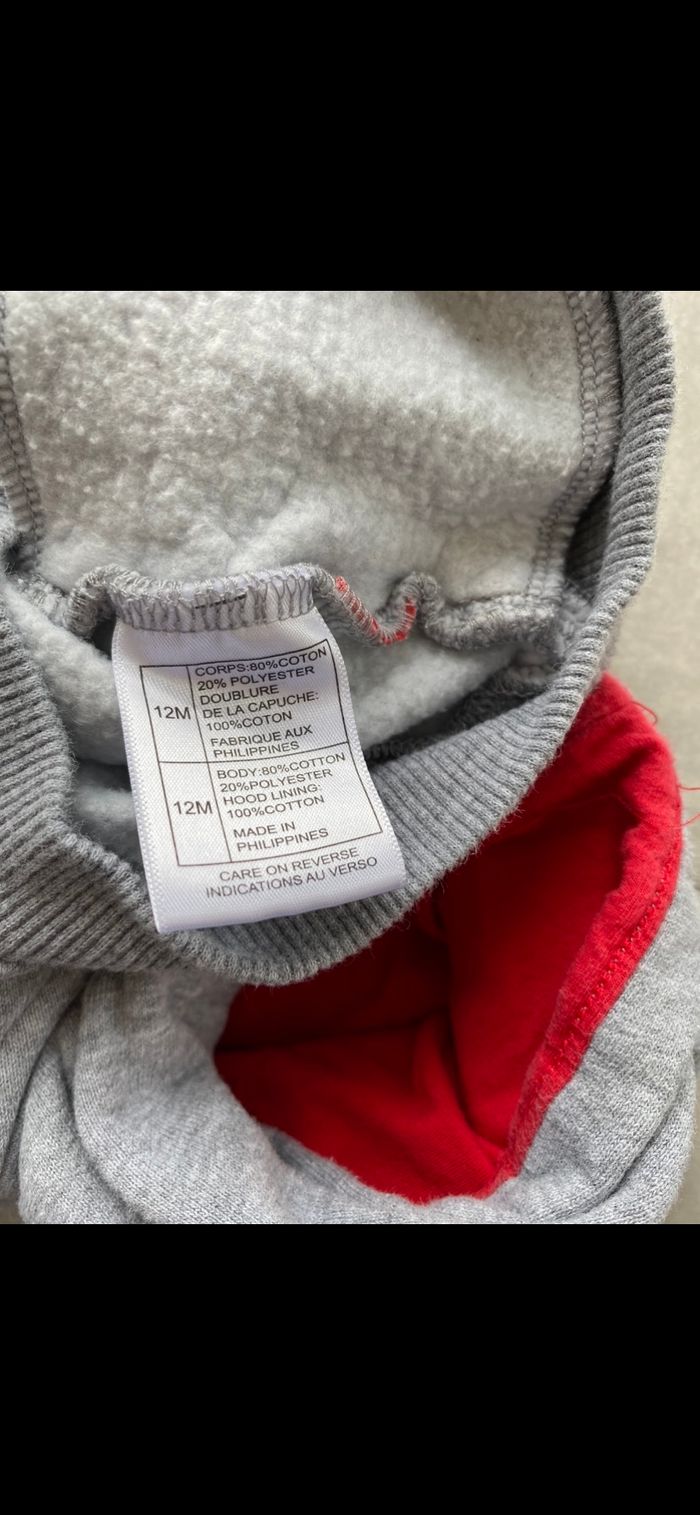 12M
CORPS:80%COTON
20% POLYESTER
DOUBLURE
DE LA CAPUCHE:
100%COTON
FABRIQUE AUX
PHILIPPINES
12M
BODY:80%COTTON
20%POLYESTER
HOOD LINING:
100%COTTON
MADE IN
PHILIPPINES
CARE ON REVERSE
INDICATIONS AU VERSO